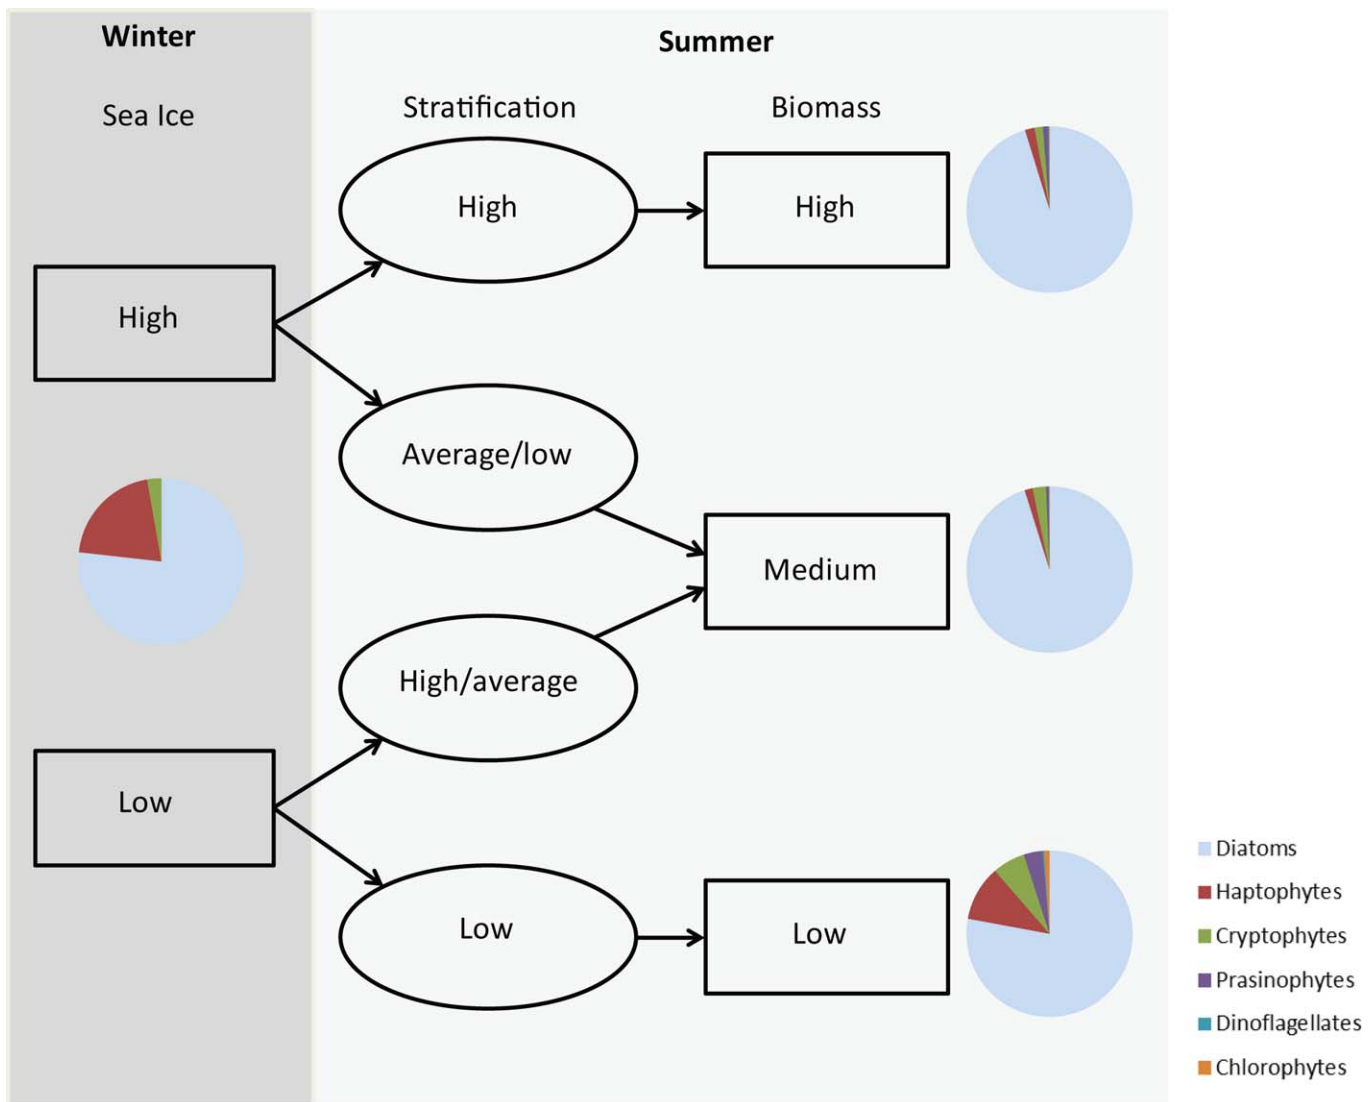 Winter
Summer
Sea Ice
Stratification
Biomass
High
High
High
Average/low
Medium
High/average
Low
Low
Low
Diatoms
Haptophytes
Cryptophytes
Prasinophytes
Dinoflagellates
Chlorophytes